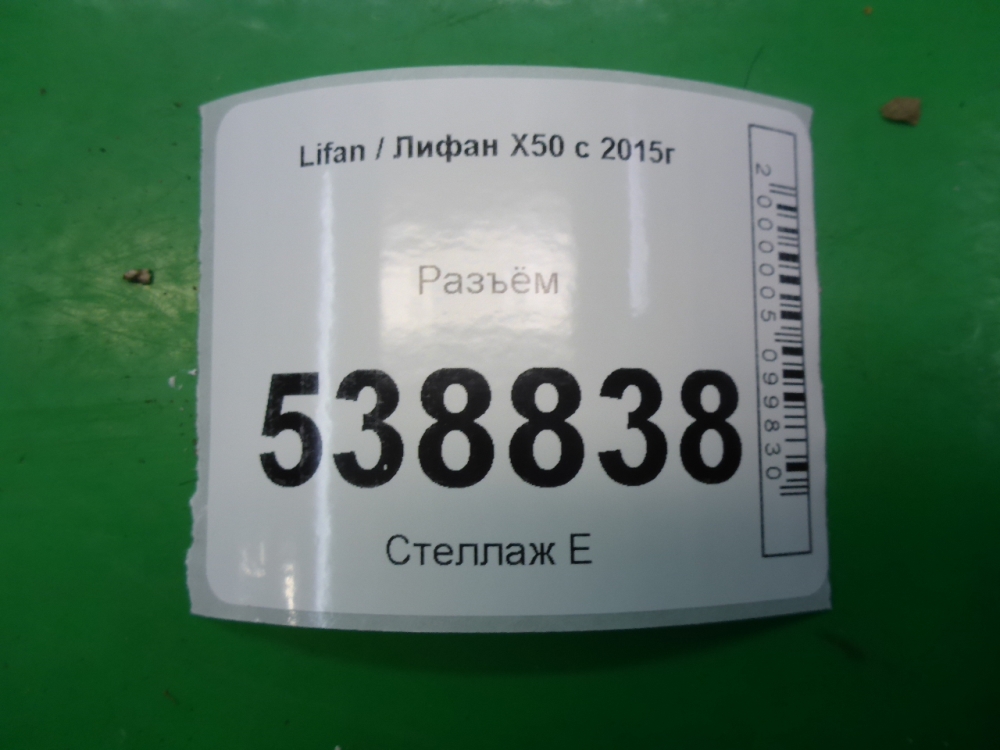 Lifan / Лифан X50 с 2015г
Разъём
538838
Стеллаж Е
2000005099830